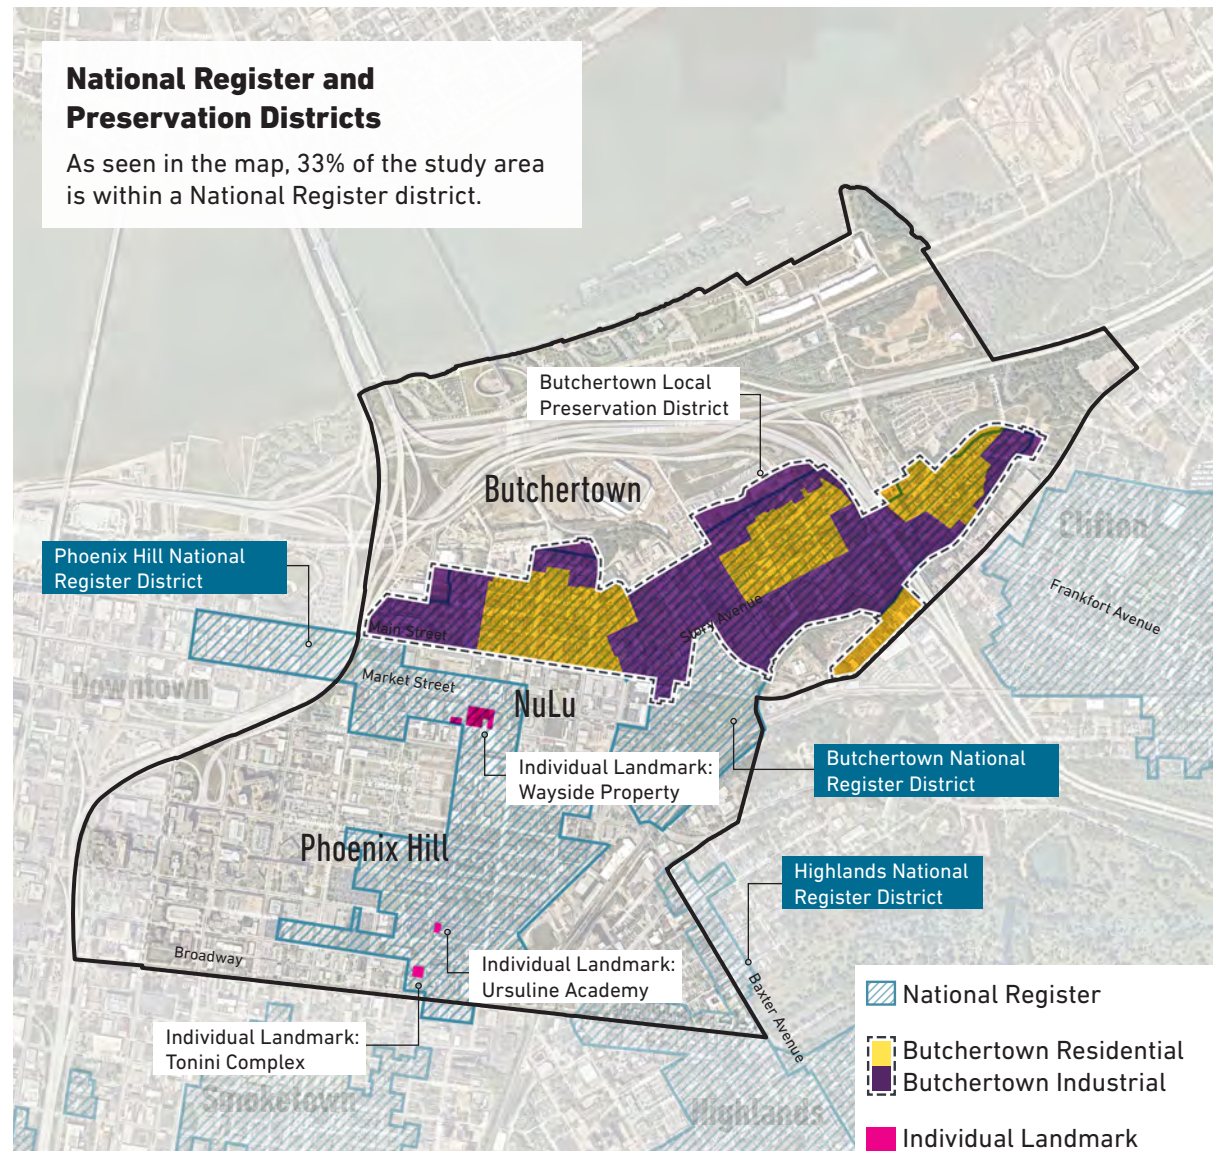 National Register and
Preservation Districts
As seen in the map, 33% of the study area
is within a National Register district.
Butchertown Local
Preservation District
Butchertown
Clifton
Phoenix Hill National
Register District
Frankfort Avenue
Story Avenue
Main Street
Market Street
Downtown
NuLu
Individual Landmark:
Wayside Property
Butchertown National
Register District
Phoenix Hill
Highlands National
Register District
Broadway
Individual Landmark:
Ursuline Academy
Baxter Avenue
Individual Landmark:
Tonini Complex
Smoketown
Highlands
National Register
Butchertown Residential
Butchertown Industrial
Individual Landmark